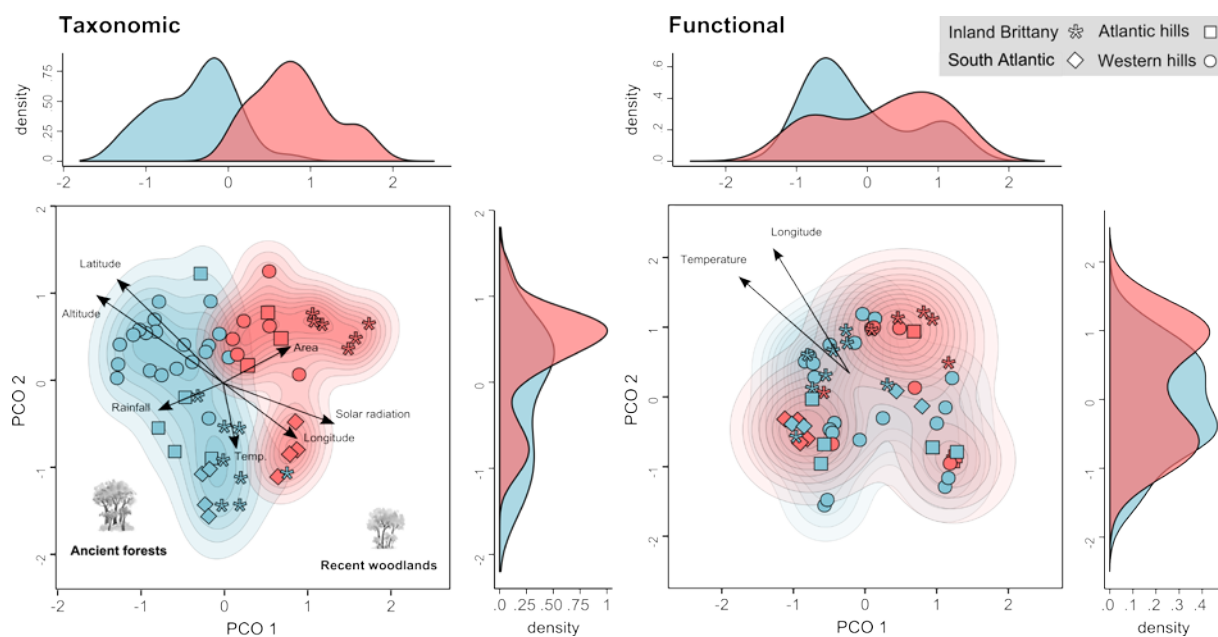 Taxonomic
Functional
Inland Brittany Atlantic hills
South Atlantic Western hills
density
0 .25 .50 .75
-2 -1 0 1 2
density
0 .2 .4 .6
-2 -1 0 1 2
PCO 2
2
1
0
-1
-2
Latitude
Altitude
Area
Rainfall
Solar radiation
Longitude
Temp.
Ancient forests
Recent woodlands
-2 -1 0 1 2
PCO 1
2
1
0
-1
-2
.0 .25 .50 .75 1
density
PCO 2
2
1
0
-1
-2
Longitude
Temperature
-2 -1 0 1 2
PCO 1
2
1
0
-1
-2
.0 .1 .2 .3 .4
density